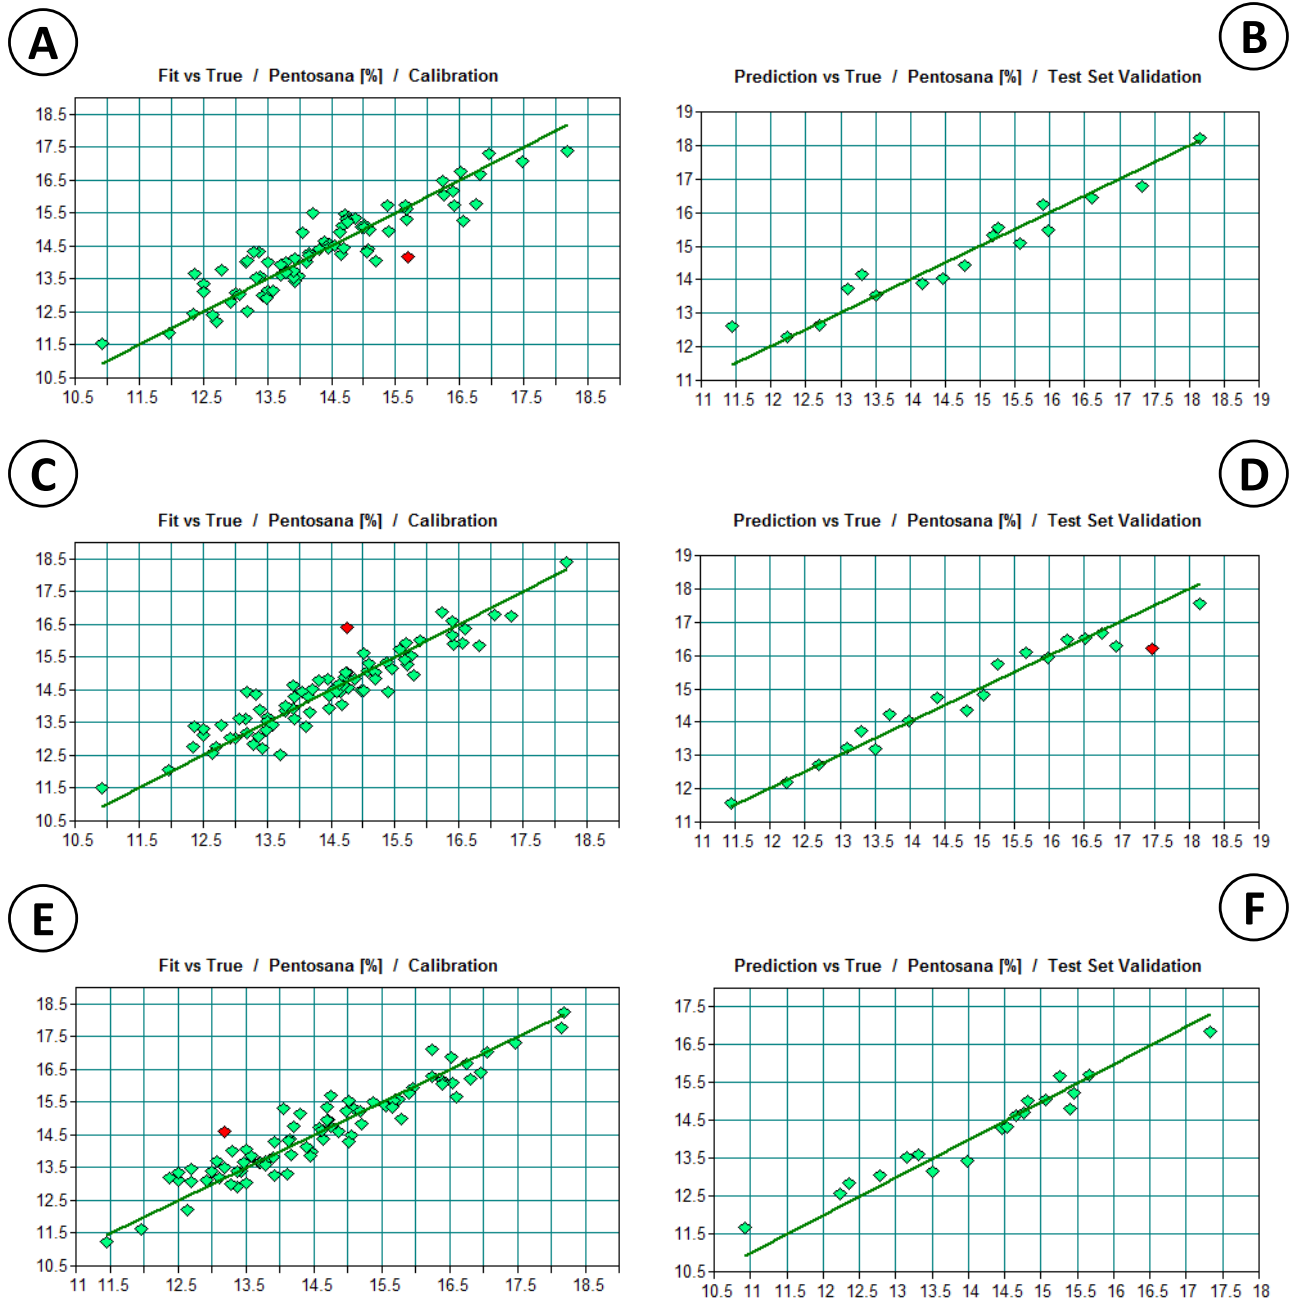 A
B
Fit vs True / Pentosana [%] / Calibration
Prediction vs True / Pentosana [%] / Test Set Validation
18.5
17.5
16.5
15.5
14.5
13.5
12.5
11.5
10.5
10.5 11.5 12.5 13.5 14.5 15.5 16.5 17.5 18.5
19
18
17
16
15
14
13
12
11
11 11.5 12 12.5 13 13.5 14 14.5 15 15.5 16 16.5 17 17.5 18 18.5 19
C
D
Fit vs True / Pentosana [%] / Calibration
Prediction vs True / Pentosana [%] / Test Set Validation
18.5
17.5
16.5
15.5
14.5
13.5
12.5
11.5
10.5
10.5 11.5 12.5 13.5 14.5 15.5 16.5 17.5 18.5
19
18
17
16
15
14
13
12
11
11 11.5 12 12.5 13 13.5 14 14.5 15 15.5 16 16.5 17 17.5 18 18.5 19
E
F
Fit vs True / Pentosana [%] / Calibration
Prediction vs True / Pentosana [%] / Test Set Validation
18.5
17.5
16.5
15.5
14.5
13.5
12.5
11.5
10.5
11 11.5 12.5 13.5 14.5 15.5 16.5 17.5 18.5
17.5
16.5
15.5
14.5
13.5
12.5
11.5
10.5
10.5 11 11.5 12 12.5 13 13.5 14 14.5 15 15.5 16 16.5 17 17.5 18